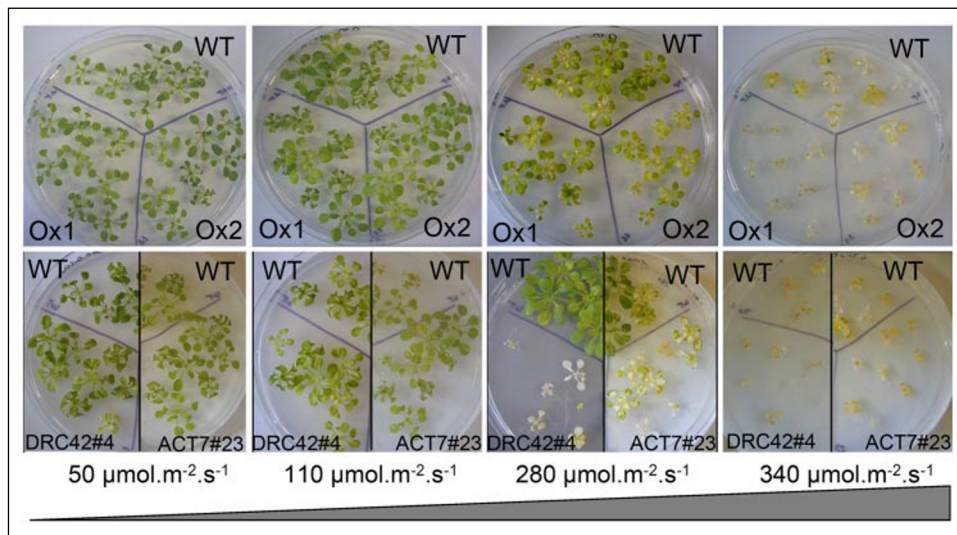 WT WT WT WT
Ox1 Ox2 Ox1 Ox2 Ox1 Ox2 Ox1 Ox2
WT WT WT WT WT WT WT WT
DRC42#4 ACT7#23 DRC42#4 ACT7#23 DRC42#4 ACT7#23 DRC42#4 ACT7#23
50 µmol.m⁻².s⁻¹ 110 µmol.m⁻².s⁻¹ 280 µmol.m⁻².s⁻¹ 340 µmol.m⁻².s⁻¹